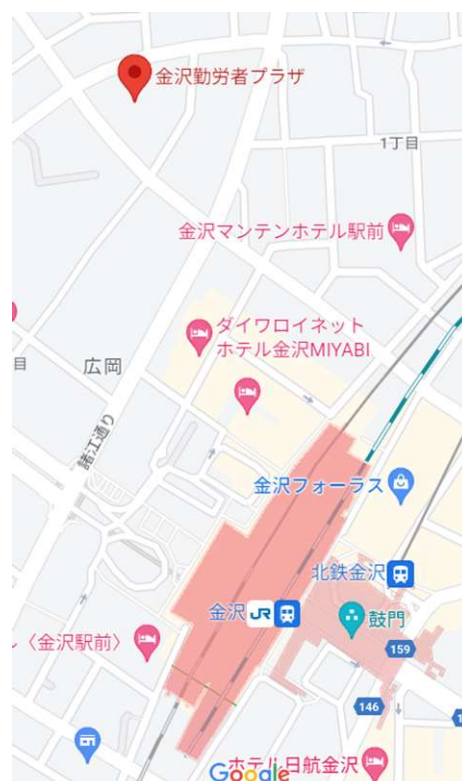 金沢勤労者プラザ
1丁目
金沢マンテンホテル駅前
ダイワロイネット
ホテル金沢MIYABI
目
広岡
諸江通り
金沢フォーラス
北鉄金沢
金沢 JR
鼓門
ル〈金沢駅前〉
159
146
1
ホテル日航金沢
Google